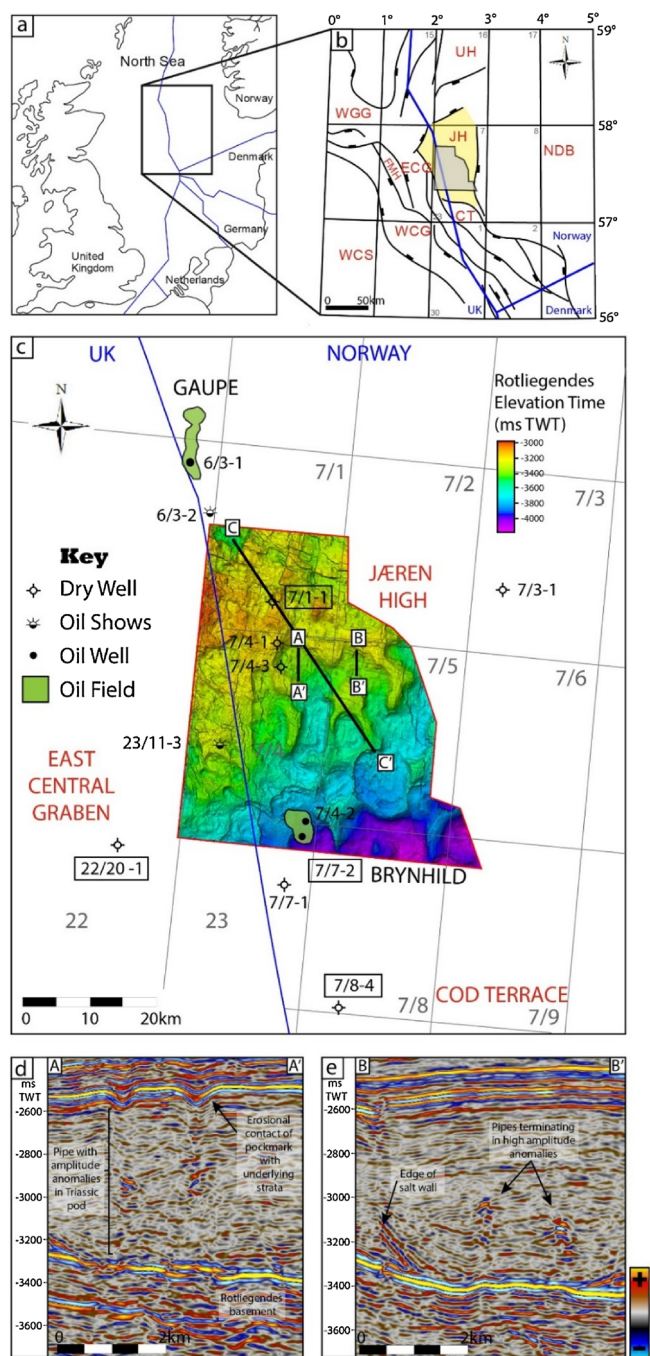 a
North Sea
Norway
Denmark
Germany
United
Kingdom
Netherlands
b
0°
1°
2°
3°
4°
5°
59°
58°
57°
56°
15
16
17
UH
N
WGG
JH
7
8
NDB
ECG
FMH
CT
1
2
WCG
WCS
Norway
Denmark
UK
30
0
50km
c
UK
NORWAY
N
GAUPE
6/3-1
6/3-2
7/1
7/2
7/3
Rotliegendes
Elevation Time
(ms TWT)
-3000
-3200
-3400
-3600
-3800
-4000
Key
Dry Well
Oil Shows
Oil Well
Oil Field
C
JÆREN
HIGH
7/3-1
7/1-1
7/4-1
A
B
7/4-3
A'
B'
7/5
7/6
23/11-3
C'
EAST
CENTRAL
GRABEN
7/4-2
22/20-1
7/7-2
BRYNHILD
7/7-1
22
23
7/8-4
COD TERRACE
7/8
7/9
0
10
20km
d
A
A'
ms
TWT
-2600
-2800
-3000
-3200
-3400
-3600
Pipe with
amplitude
anomalies
in Triassic
pod
Erosional
contact of
pockmark
with
underlying
strata
Rotliegendes
basement
0
2km
e
B
B'
ms
TWT
-2600
-2800
-3000
-3200
-3400
-3600
Pipes terminating
in high amplitude
anomalies
Edge of
salt wall
0
2km
+
-